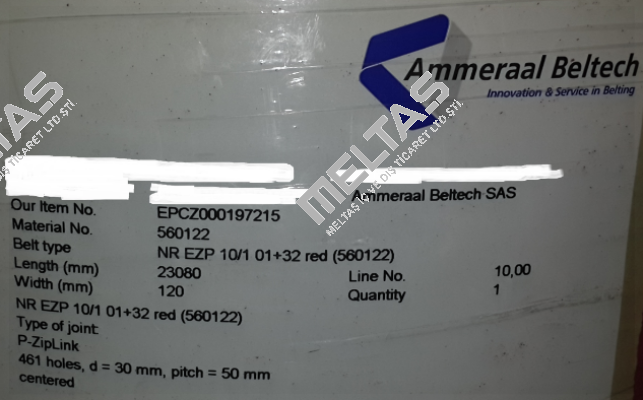 Ammeraal Beltech
Innovation & Service in Belting
Ammeraal Beltech SAS
Our Item No. EPCZ000197215
Material No. 560122
Belt type NR EZP 10/1 01+32 red (560122)
Length (mm) 23080 Line No. 10,00
Width (mm) 120 Quantity 1
NR EZP 10/1 01+32 red (560122)
Type of joint:
P-ZipLink
461 holes, d = 30 mm, pitch = 50 mm
centered
MELTAS
MELTAŞ İÇ VE DIŞ TİCARET LTD ŞTİ.
MELTAS
MELTAS